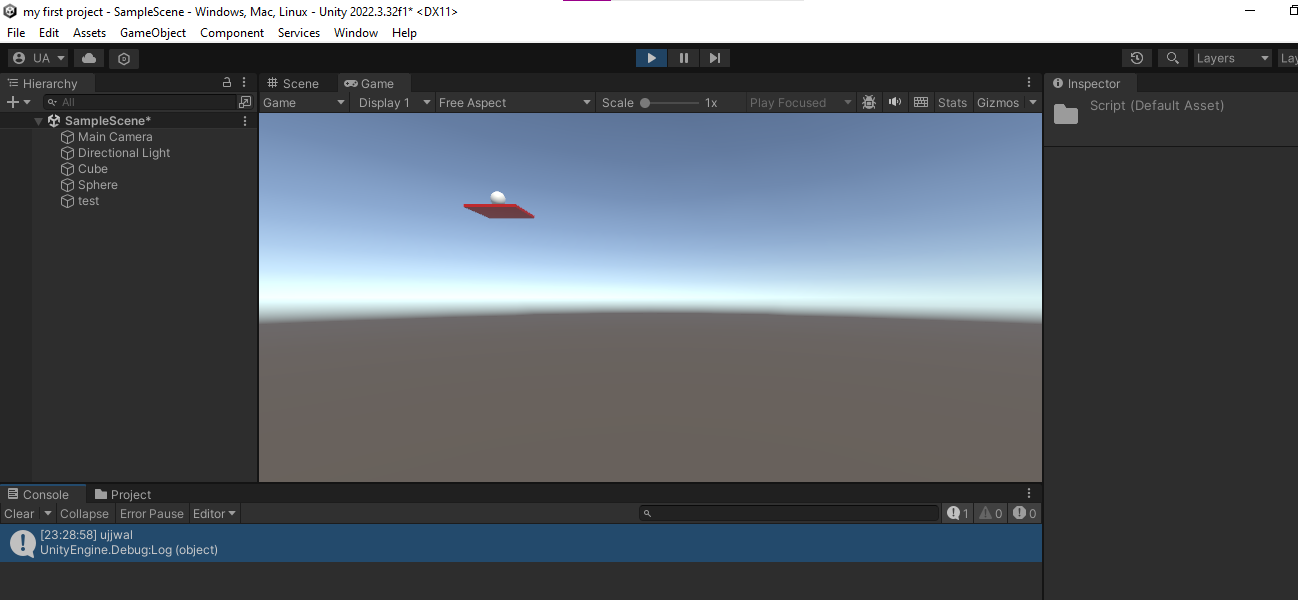 my first project - SampleScene - Windows, Mac, Linux - Unity 2022.3.32f1* <DX11>
File Edit Assets GameObject Component Services Window Help
UA Layers
Hierarchy Scene Game Inspector
All Game Display 1 Free Aspect Scale 1x Play Focused Stats Gizmos Script (Default Asset)
SampleScene*
Main Camera
Directional Light
Cube
Sphere
test
Console Project
Clear Collapse Error Pause Editor 1 0 0
[23:28:58] ujjwal
UnityEngine.Debug:Log (object)